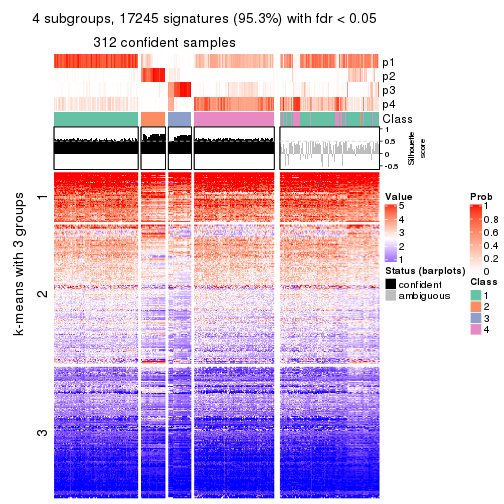 4 subgroups, 17245 signatures (95.3%) with fdr < 0.05
312 confident samples
p1
p2
p3
p4
Class
1
0.5
0
-0.5
Silhouette
score
k-means with 3 groups
1
2
3
Value
5
4
3
2
1
Status (barplots)
confident
ambiguous
Prob
1
0.8
0.6
0.4
0.2
0
Class
1
2
3
4